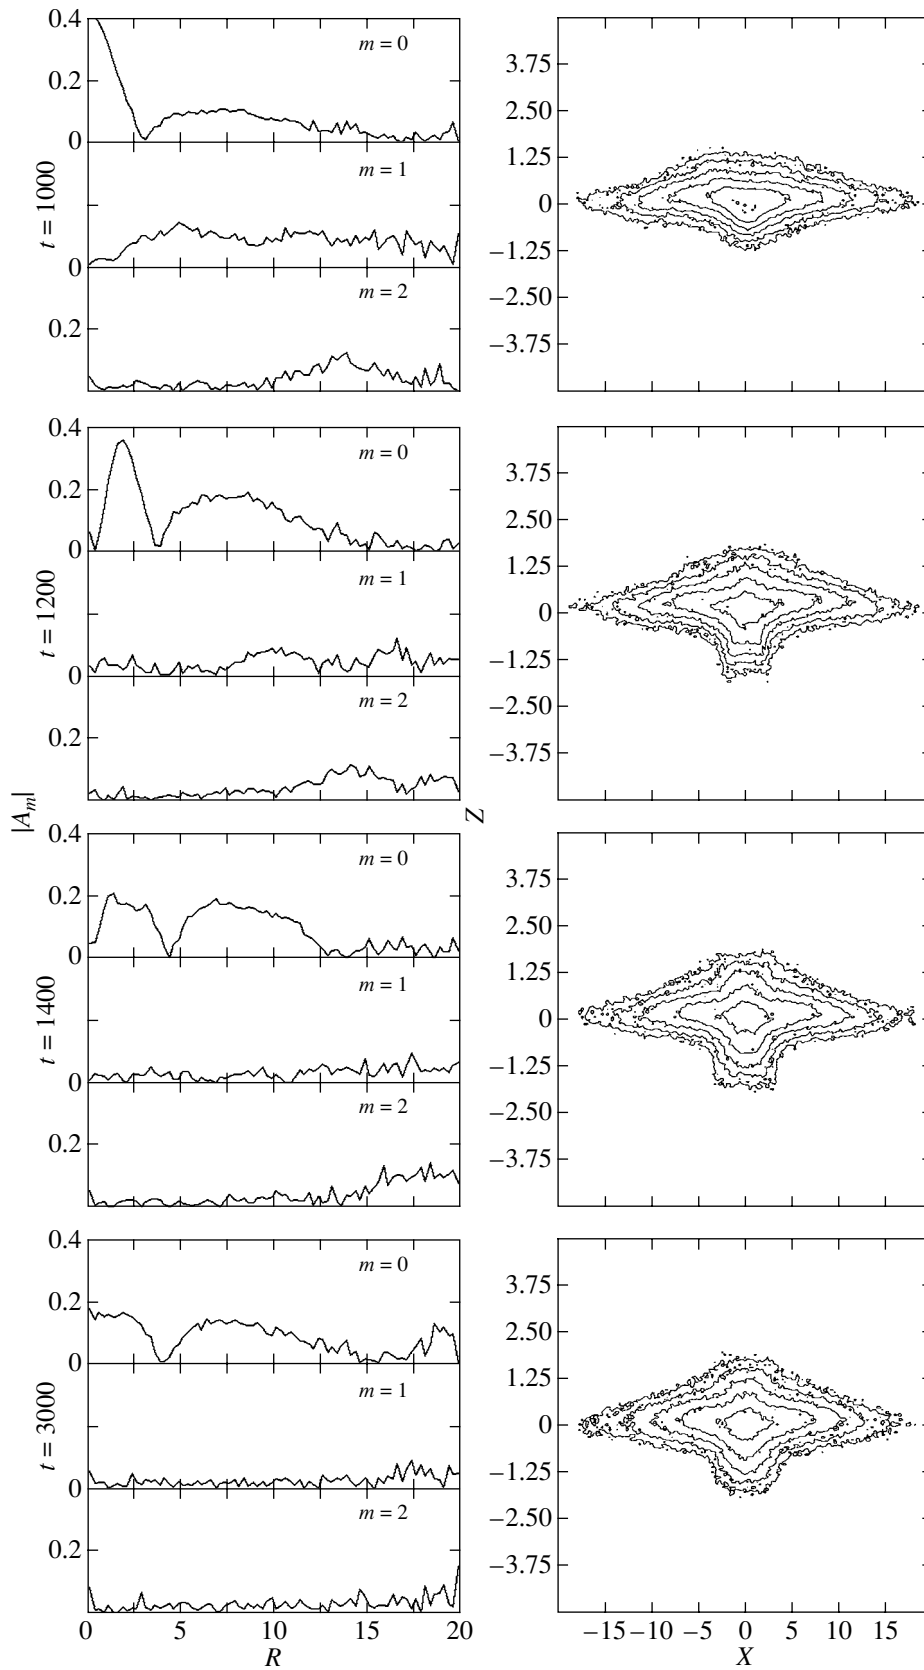 0.4
m = 0
0.2
0
m = 1
t = 1000
0
m = 2
0.2
3.75
2.50
1.25
0
−1.25
−2.50
−3.75
0.4
m = 0
0.2
0
m = 1
t = 1200
0
m = 2
0.2
3.75
2.50
1.25
0
−1.25
−2.50
−3.75
|A_m|
Z
0.4
m = 0
0.2
0
m = 1
t = 1400
0
m = 2
0.2
3.75
2.50
1.25
0
−1.25
−2.50
−3.75
0.4
m = 0
0.2
0
m = 1
t = 3000
0
m = 2
0.2
3.75
2.50
1.25
0
−1.25
−2.50
−3.75
0 5 10 15 20
R
−15 −10 −5 0 5 10 15
X